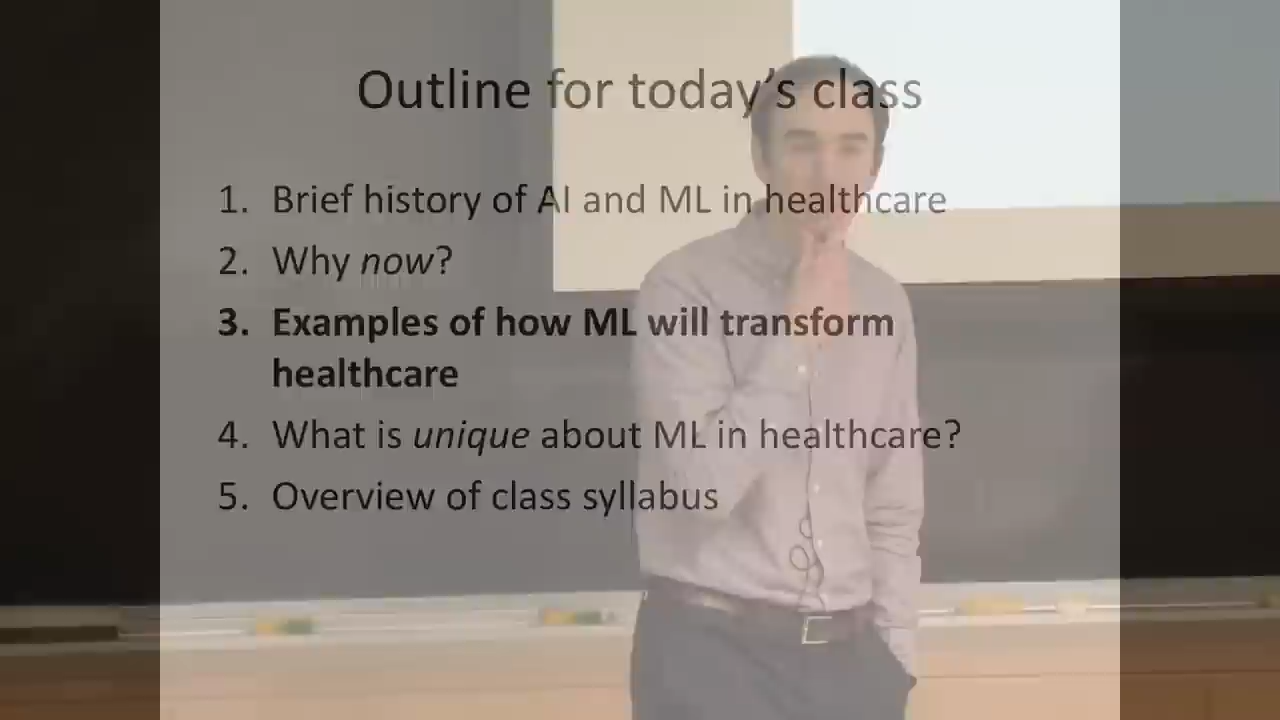 Outline for today's class
1. Brief history of AI and ML in healthcare
2. Why now?
3. Examples of how ML will transform
healthcare
4. What is unique about ML in healthcare?
5. Overview of class syllabus